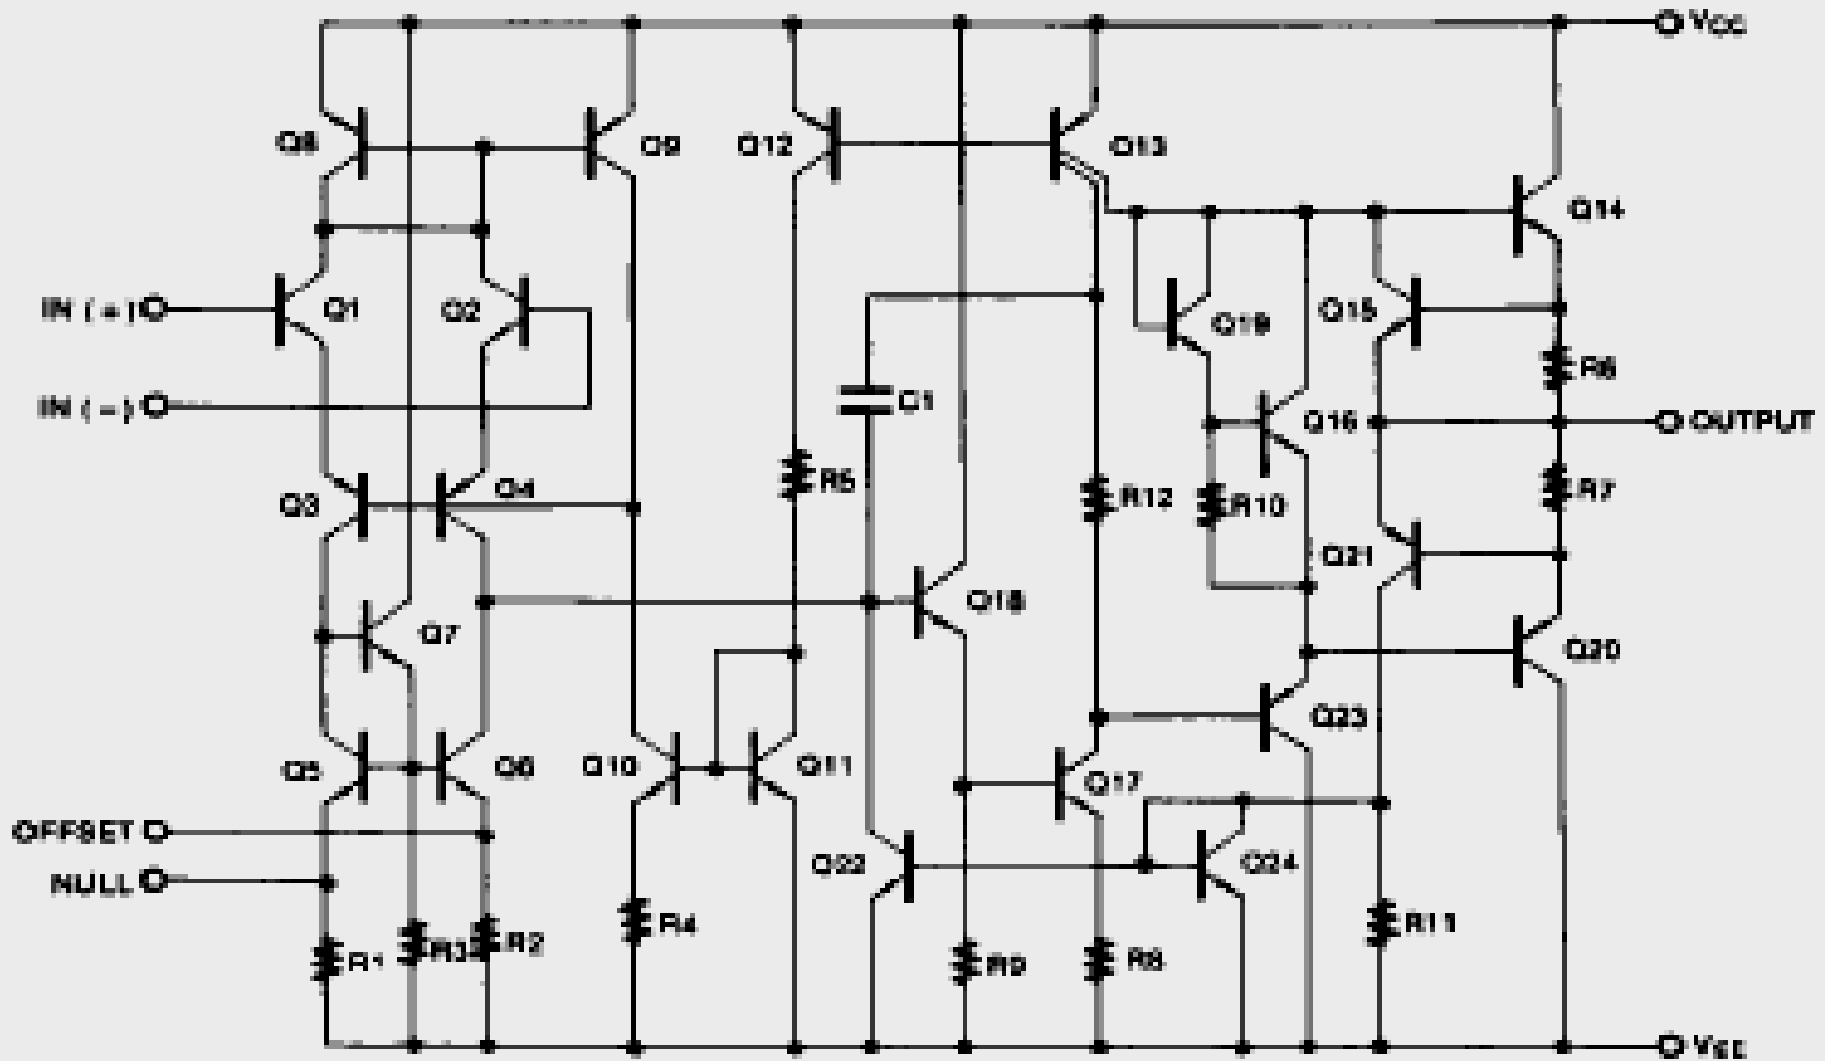 VCC
Q8
Q9
Q12
Q13
Q14
IN (+)
Q1
Q2
Q19
Q15
R6
IN (-)
C1
Q16
OUTPUT
Q3
Q4
R5
R12
R10
R7
Q21
Q7
Q18
Q20
Q5
Q6
Q10
Q11
Q17
Q23
OFFSET
NULL
Q22
Q24
R1
R3
R2
R4
R9
R8
R11
VEE